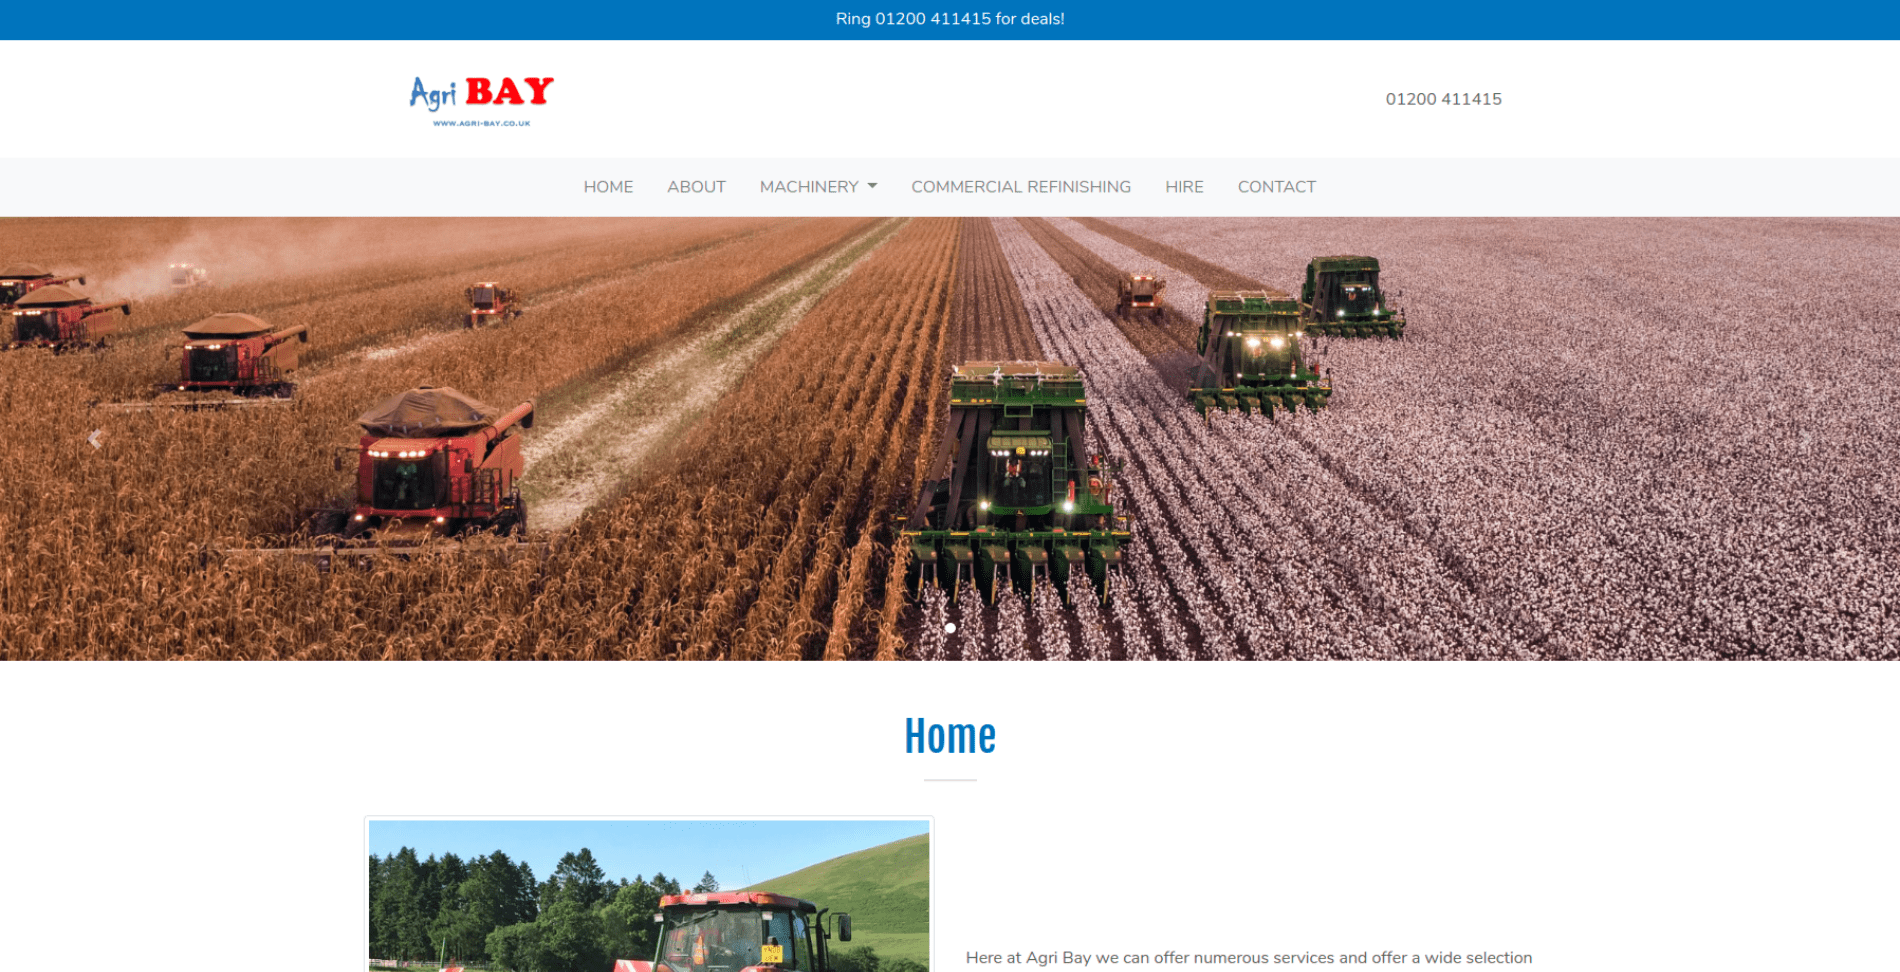 Ring 01200 411415 for deals!
Agri BAY
WWW.AGRI-BAY.CO.UK
01200 411415
HOME ABOUT MACHINERY COMMERCIAL REFINISHING HIRE CONTACT
Home
Here at Agri Bay we can offer numerous services and offer a wide selection